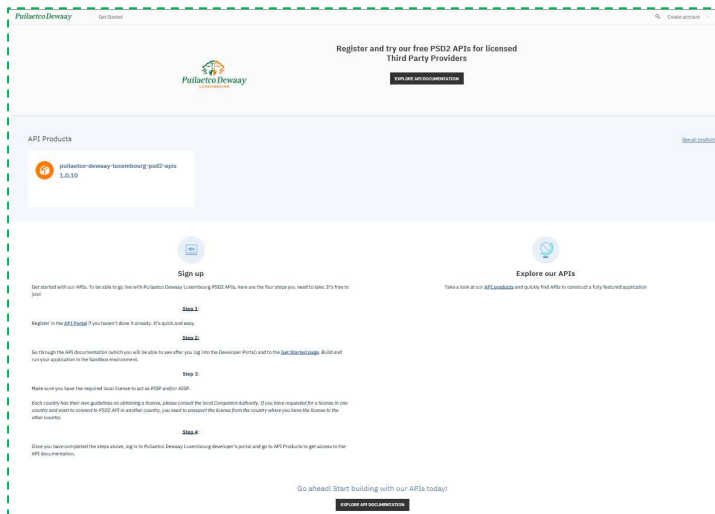 Puilaetco Dewaay
Get Started
Create account
Register and try our free PSD2 APIs for licensed
Third Party Providers
Puilaetco Dewaay
LUXEMBOURG
EXPLORE API DOCUMENTATION
API Products
See all products
puilaetco-dewaay-luxembourg-psd2-apis
1.0.10
Sign up
Get started with our APIs. To be able to go live with Puilaetco Dewaay Luxembourg PSD2 APIs, here are the four steps you need to take. It's free to
join!
Step 1:
Register in the API Portal if you haven't done it already. It's quick and easy.
Step 2:
Go through the API documentation (which you will be able to see after you log into the Developer Portal) and to the Get Started page. Build and
run your application in the Sandbox environment.
Step 3:
Make sure you have the required local license to act as PISP and/or AISP.
Each country has their own guidelines on obtaining a license, please consult the local Competent Authority. If you have requested for a license in one
country and want to connect to PSD2 API in another country, you need to passport the license from the country where you have the license to the
other country.
Step 4:
Once you have completed the steps above, log in to Puilaetco Dewaay Luxembourg developer's portal and go to API Products to get access to the
API documentation.
Explore our APIs
Take a look at our API products and quickly find APIs to construct a fully featured application
Go ahead! Start building with our APIs today!
EXPLORE API DOCUMENTATION